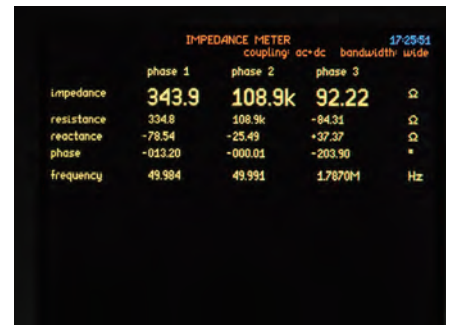 IMPEDANCE METER 17:25:51
coupling: ac+dc bandwidth: wide
phase 1 phase 2 phase 3
impedance 343.9 108.9k 92.22 Ω
resistance 334.8 108.9k -84.31 Ω
reactance -78.54 -25.49 +37.37 Ω
phase -013.20 -000.01 -203.90 °
frequency 49.984 49.991 1.7870M Hz